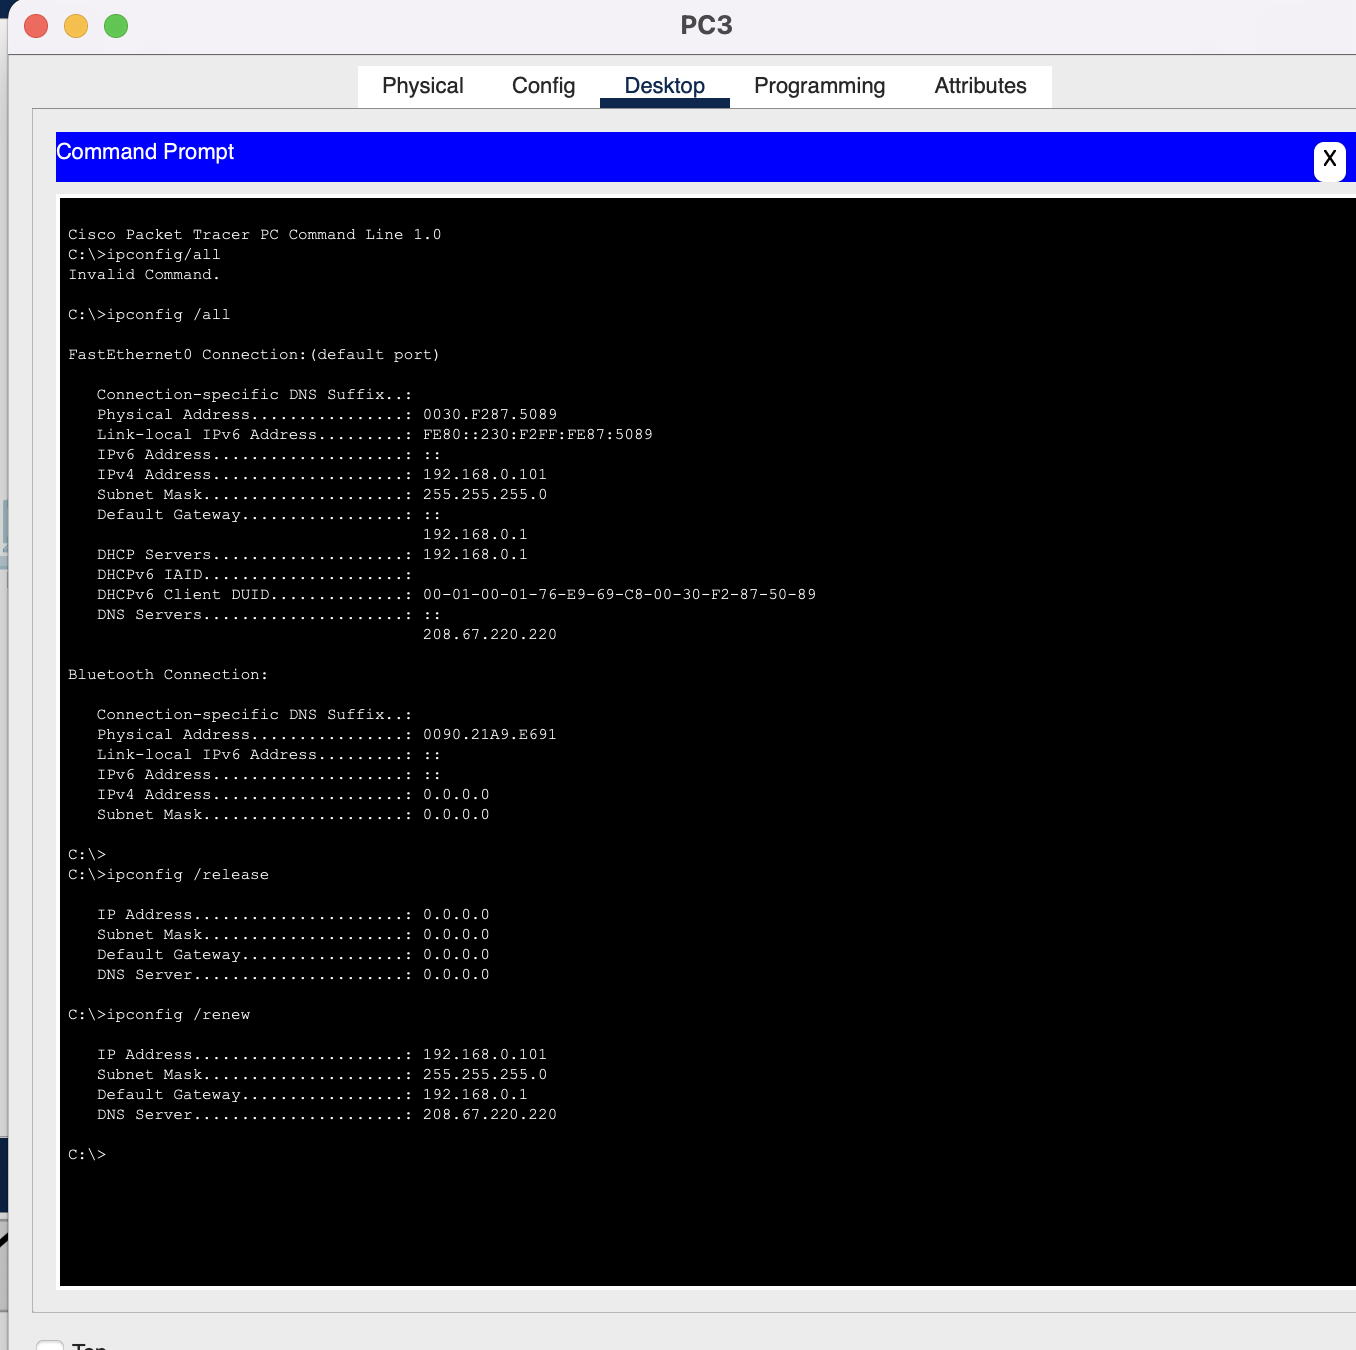 PC3
Physical Config Desktop Programming Attributes
Command Prompt
X
Cisco Packet Tracer PC Command Line 1.0
C:\>ipconfig/all
Invalid Command.
C:\>ipconfig /all
FastEthernet0 Connection:(default port)
Connection-specific DNS Suffix..:
Physical Address................: 0030.F287.5089
Link-local IPv6 Address.........: FE80::230:F2FF:FE87:5089
IPv6 Address....................: ::
IPv4 Address....................: 192.168.0.101
Subnet Mask.....................: 255.255.255.0
Default Gateway.................: ::
192.168.0.1
DHCP Servers....................: 192.168.0.1
DHCPv6 IAID.....................:
DHCPv6 Client DUID..............: 00-01-00-01-76-E9-69-C8-00-30-F2-87-50-89
DNS Servers.....................: ::
208.67.220.220
Bluetooth Connection:
Connection-specific DNS Suffix..:
Physical Address................: 0090.21A9.E691
Link-local IPv6 Address.........: ::
IPv6 Address....................: ::
IPv4 Address....................: 0.0.0.0
Subnet Mask.....................: 0.0.0.0
C:\>
C:\>ipconfig /release
IP Address......................: 0.0.0.0
Subnet Mask.....................: 0.0.0.0
Default Gateway.................: 0.0.0.0
DNS Server......................: 0.0.0.0
C:\>ipconfig /renew
IP Address......................: 192.168.0.101
Subnet Mask.....................: 255.255.255.0
Default Gateway.................: 192.168.0.1
DNS Server......................: 208.67.220.220
C:\>
Top